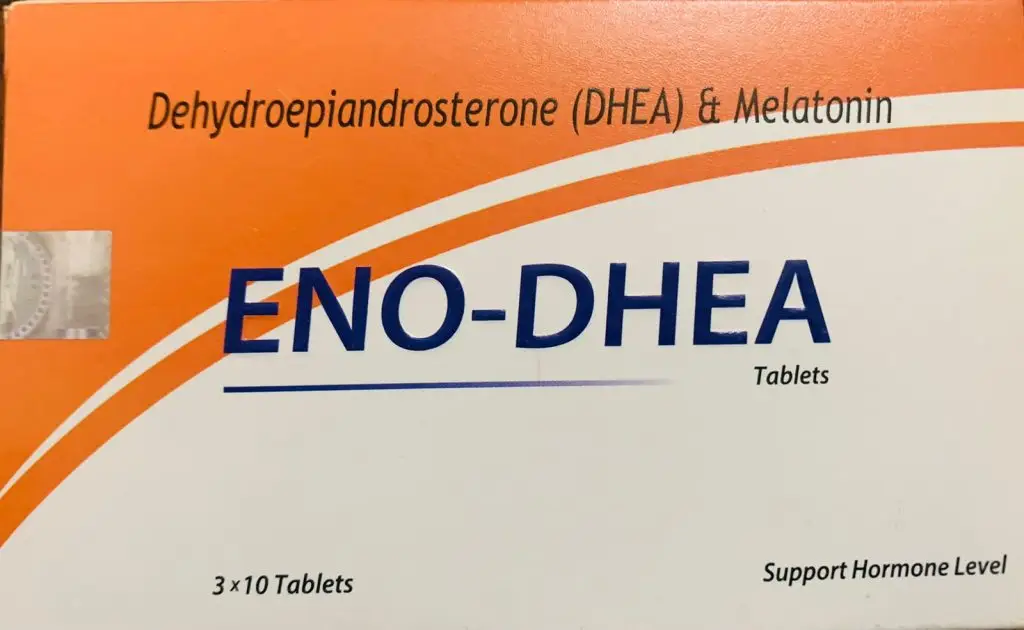 Dehydroepiandrosterone (DHEA) & Melatonin
ENO-DHEA
Tablets
3×10 Tablets
Support Hormone Level